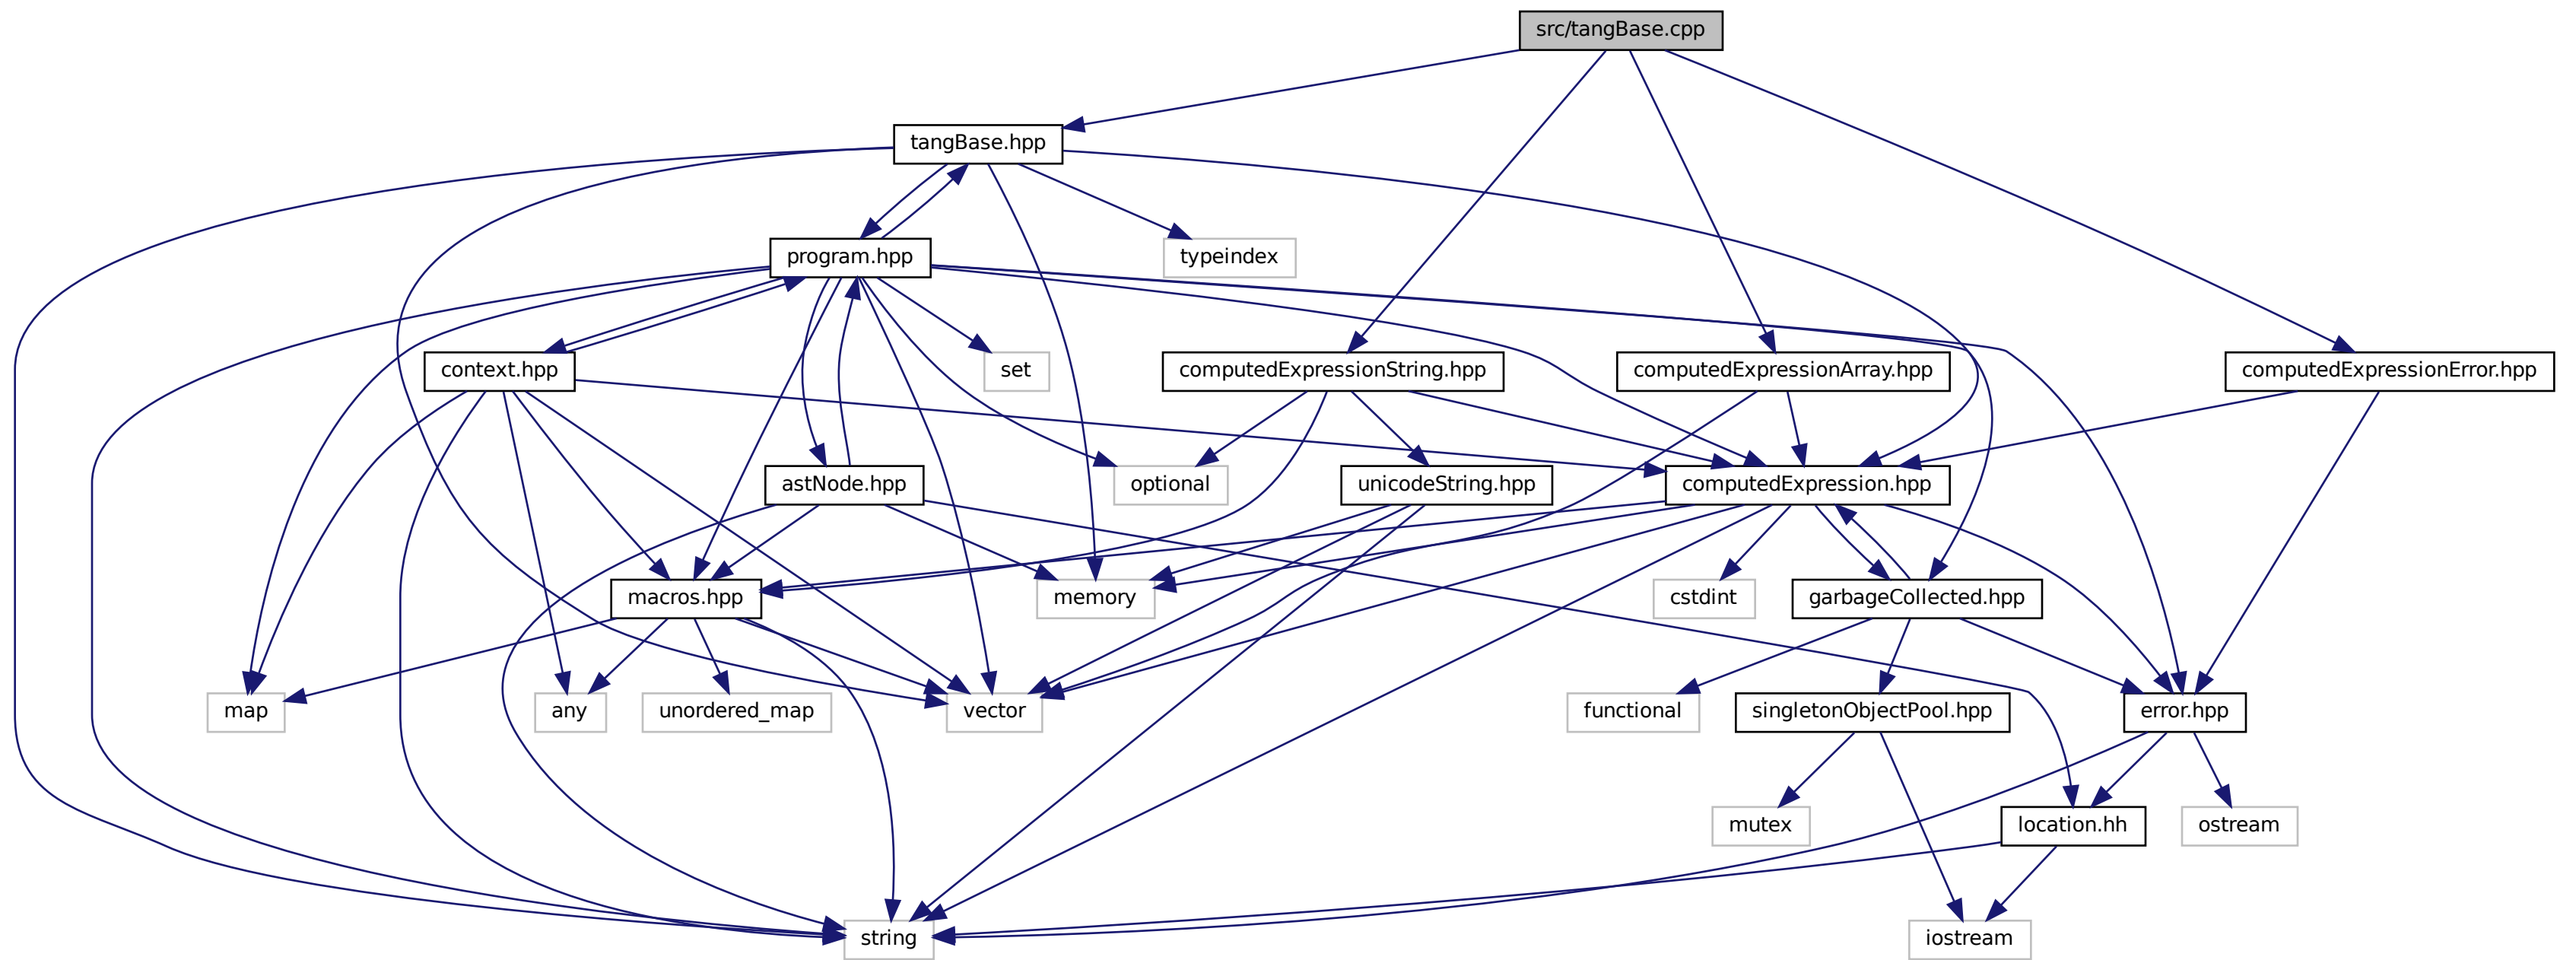 src/tangBase.cpp
tangBase.hpp
program.hpp
typeindex
context.hpp
set
computedExpressionString.hpp
computedExpressionArray.hpp
computedExpressionError.hpp
astNode.hpp
optional
unicodeString.hpp
computedExpression.hpp
macros.hpp
memory
cstdint
garbageCollected.hpp
map
any
unordered_map
vector
functional
singletonObjectPool.hpp
error.hpp
mutex
location.hh
ostream
string
iostream